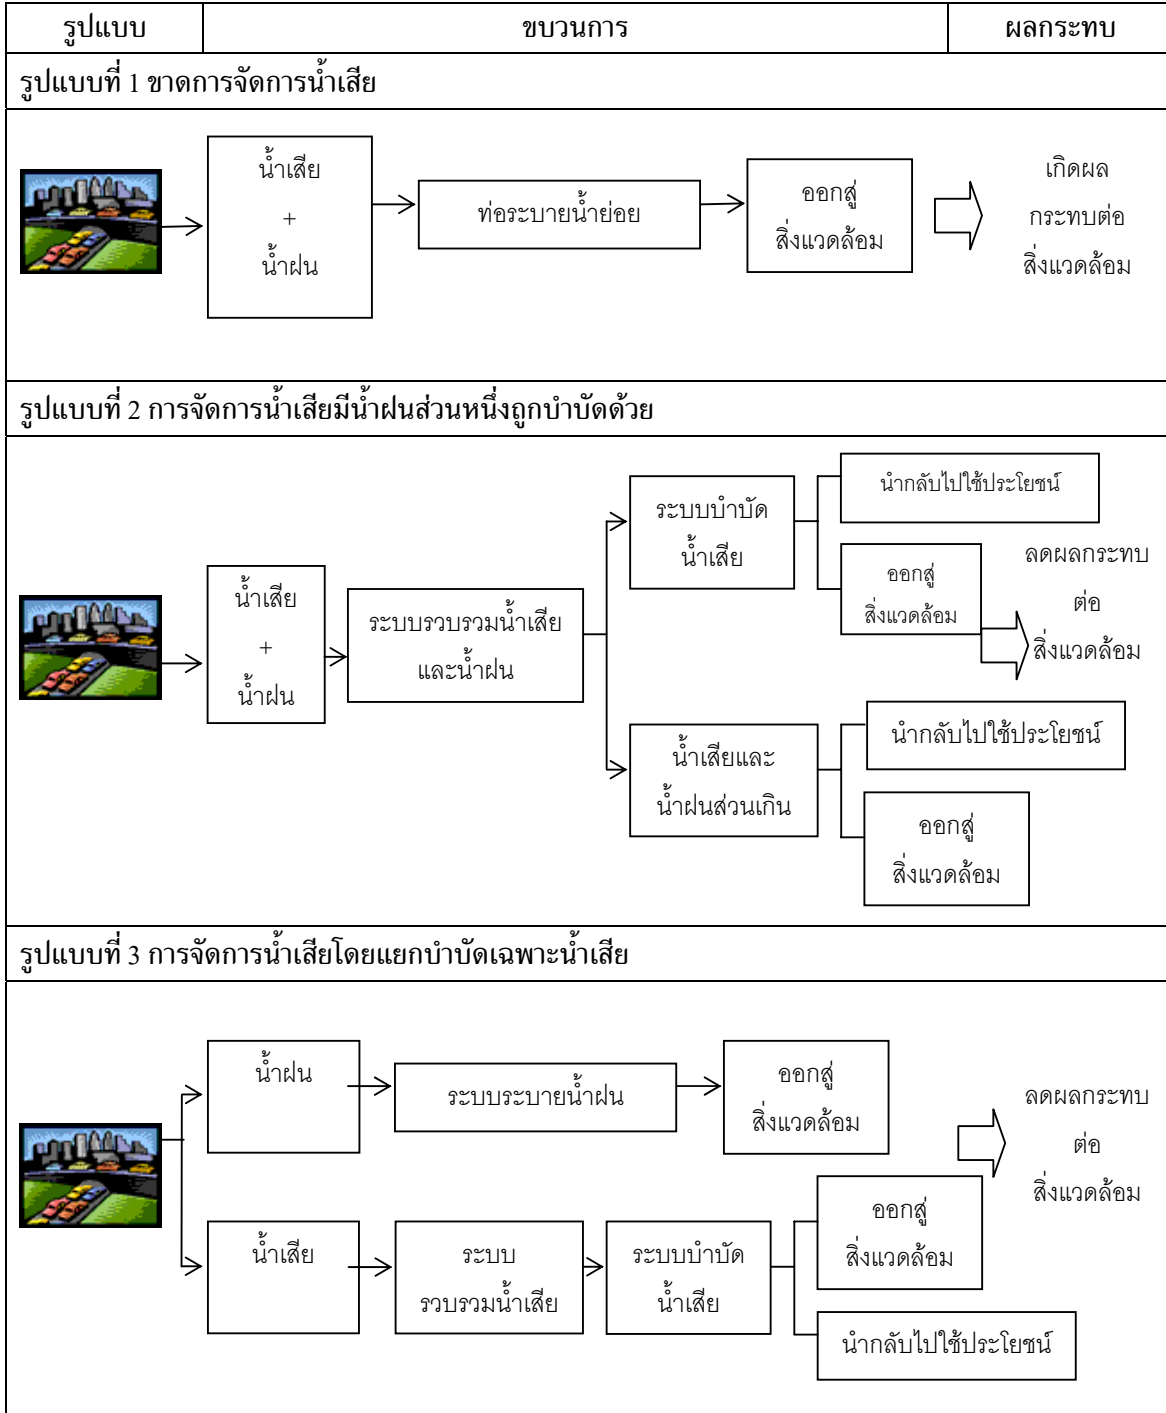 รูปแบบ
ขบวนการ
ผลกระทบ
รูปแบบที่ 1 ขาดการจัดการน้ำเสีย
น้ำเสีย
+
น้ำฝน
ท่อระบายน้ำย่อย
ออกสู่
สิ่งแวดล้อม
เกิดผล
กระทบต่อ
สิ่งแวดล้อม
รูปแบบที่ 2 การจัดการน้ำเสียมีน้ำฝนส่วนหนึ่งถูกบำบัดด้วย
น้ำเสีย
+
น้ำฝน
ระบบรวบรวมน้ำเสีย
และน้ำฝน
ระบบบำบัด
น้ำเสีย
นำกลับไปใช้ประโยชน์
ออกสู่
สิ่งแวดล้อม
น้ำเสียและ
น้ำฝนส่วนเกิน
นำกลับไปใช้ประโยชน์
ออกสู่
สิ่งแวดล้อม
ลดผลกระทบ
ต่อ
สิ่งแวดล้อม
รูปแบบที่ 3 การจัดการน้ำเสียโดยแยกบำบัดเฉพาะน้ำเสีย
น้ำฝน
ระบบระบายน้ำฝน
ออกสู่
สิ่งแวดล้อม
น้ำเสีย
ระบบ
รวบรวมน้ำเสีย
ระบบบำบัด
น้ำเสีย
ออกสู่
สิ่งแวดล้อม
นำกลับไปใช้ประโยชน์
ลดผลกระทบ
ต่อ
สิ่งแวดล้อม